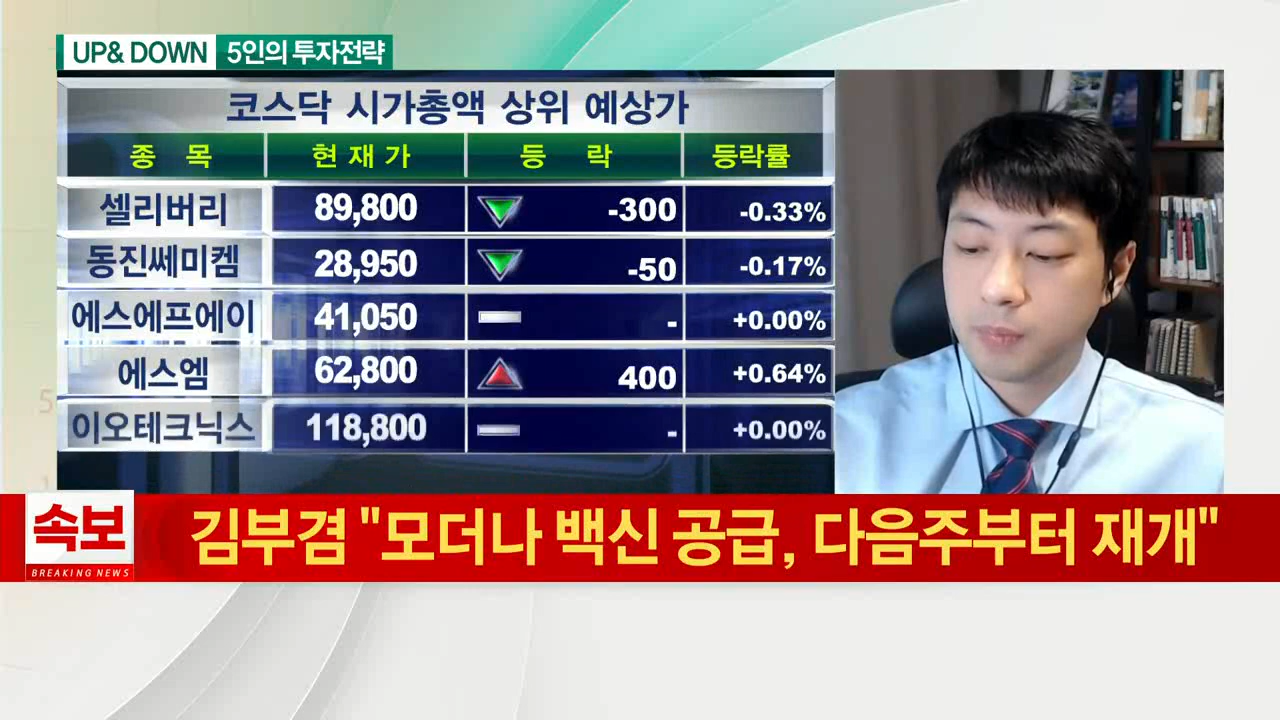 UP& DOWN 5인의 투자전략
코스닥 시가총액 상위 예상가
종 목 현 재 가 등 락 등락률
셀리버리 89,800 -300 -0.33%
동진쎄미켐 28,950 -50 -0.17%
에스에프에이 41,050 - +0.00%
에스엠 62,800 400 +0.64%
이오테크닉스 118,800 - +0.00%
속보 김부겸 "모더나 백신 공급, 다음주부터 재개"
BREAKING NEWS